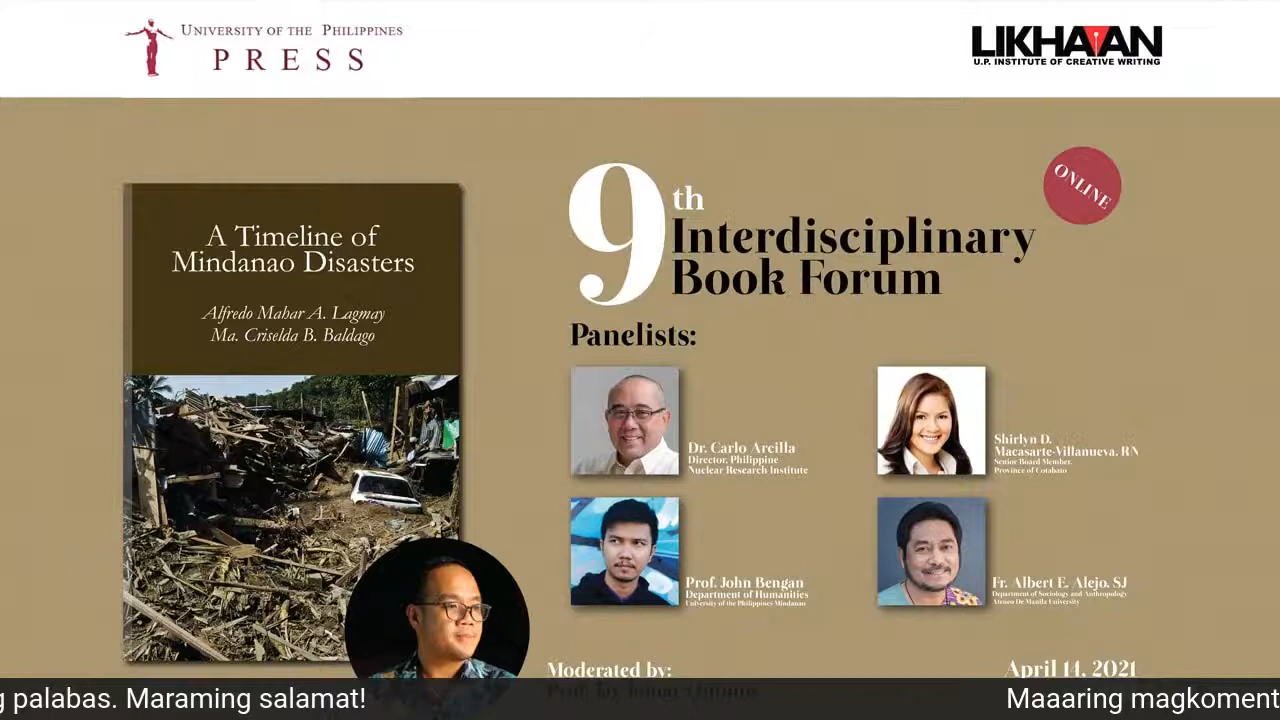 UNIVERSITY OF THE PHILIPPINES
PRESS
LIKHAAN
U.P. INSTITUTE OF CREATIVE WRITING
ONLINE
9th
Interdisciplinary
Book Forum
A Timeline of
Mindanao Disasters
Alfredo Mahar A. Lagmay
Ma. Criselda B. Baldago
Panelists:
Dr. Carlo Arcilla
Director, Philippine
Nuclear Research Institute
Shirlyn D.
Macasarte-Villanueva, RN
Senior Board Member,
Province of Cotabato
Prof. John Bengan
Department of Humanities
University of the Philippines Mindanao
Fr. Albert E. Alejo, SJ
Department of Sociology and Anthropology
Ateneo De Manila University
Moderated by:
April 14, 2021
g palabas. Maraming salamat!
Maaaring magkoment